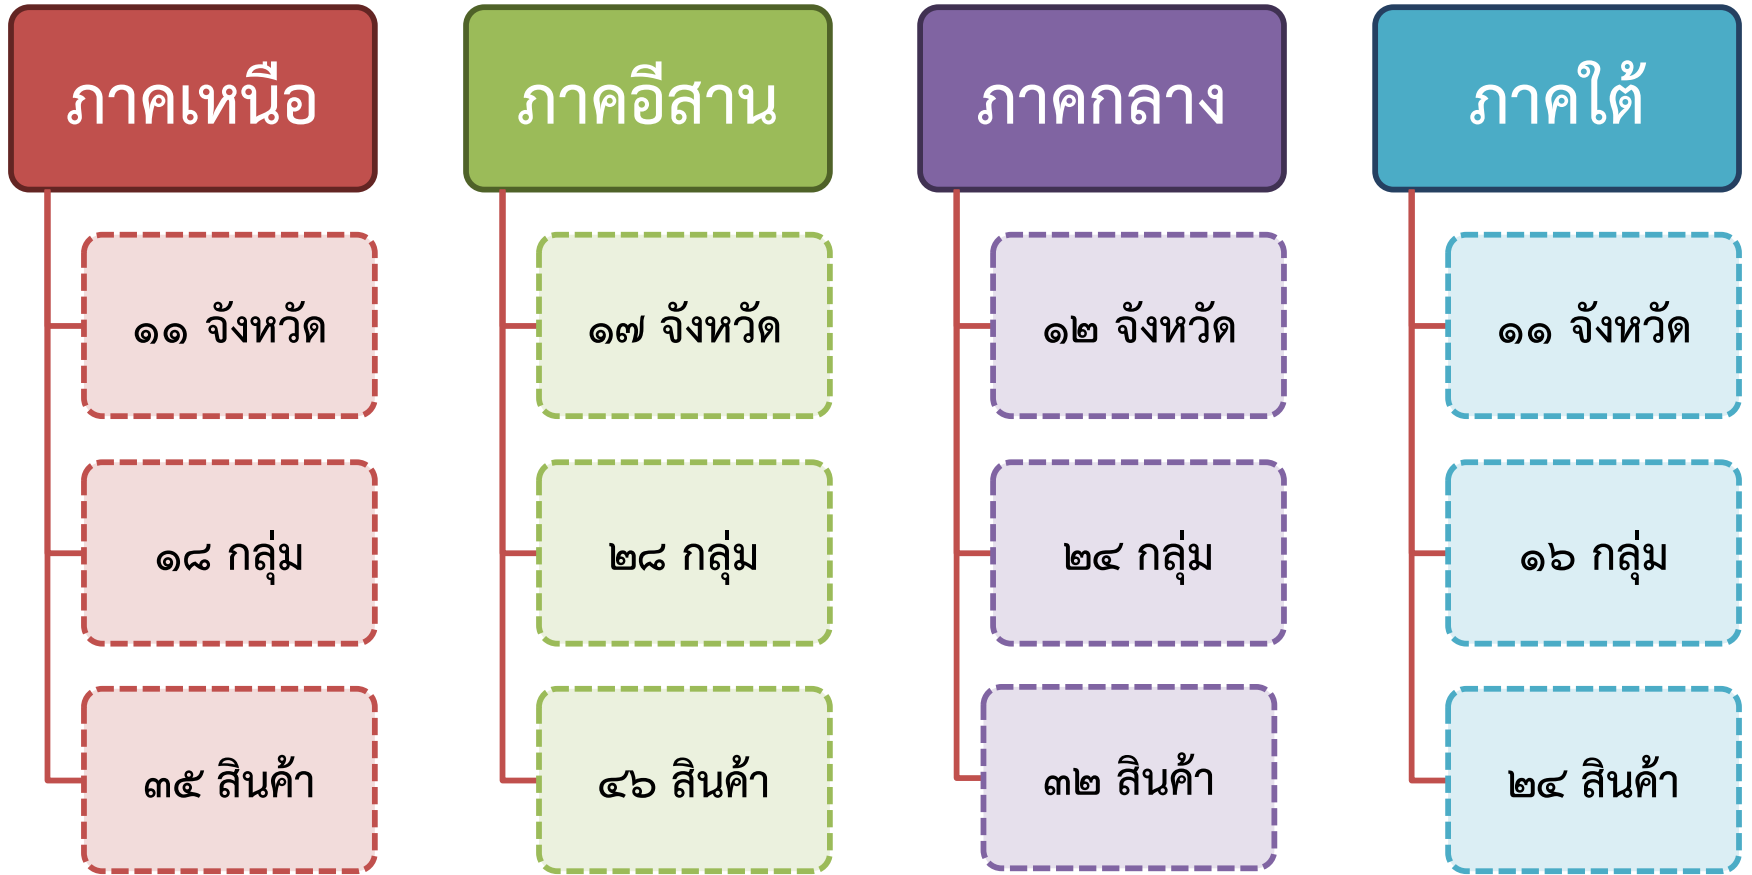 ภาคเหนือ
๑๑ จังหวัด
๑๘ กลุ่ม
๓๕ สินค้า
ภาคอีสาน
๑๗ จังหวัด
๒๘ กลุ่ม
๔๖ สินค้า
ภาคกลาง
๑๒ จังหวัด
๒๔ กลุ่ม
๓๒ สินค้า
ภาคใต้
๑๑ จังหวัด
๑๖ กลุ่ม
๒๔ สินค้า